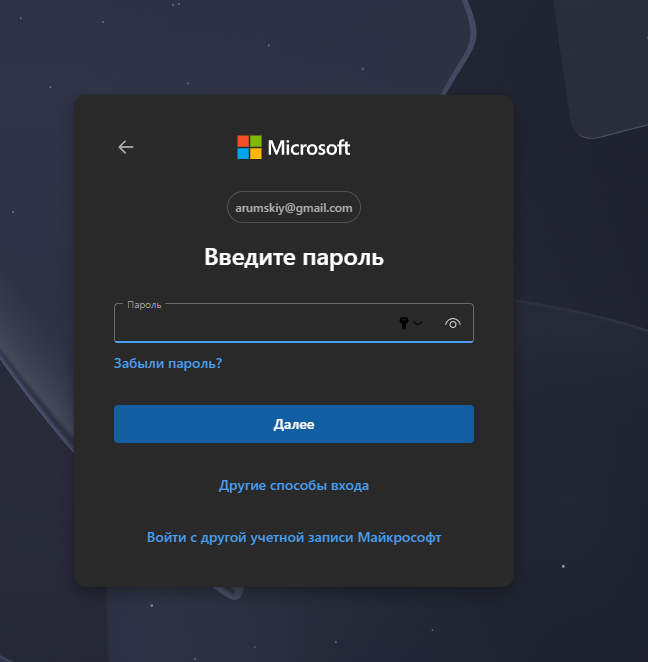 Microsoft
arumskiy@gmail.com
Введите пароль
Пароль
Забыли пароль?
Далее
Другие способы входа
Войти с другой учетной записи Майкрософт